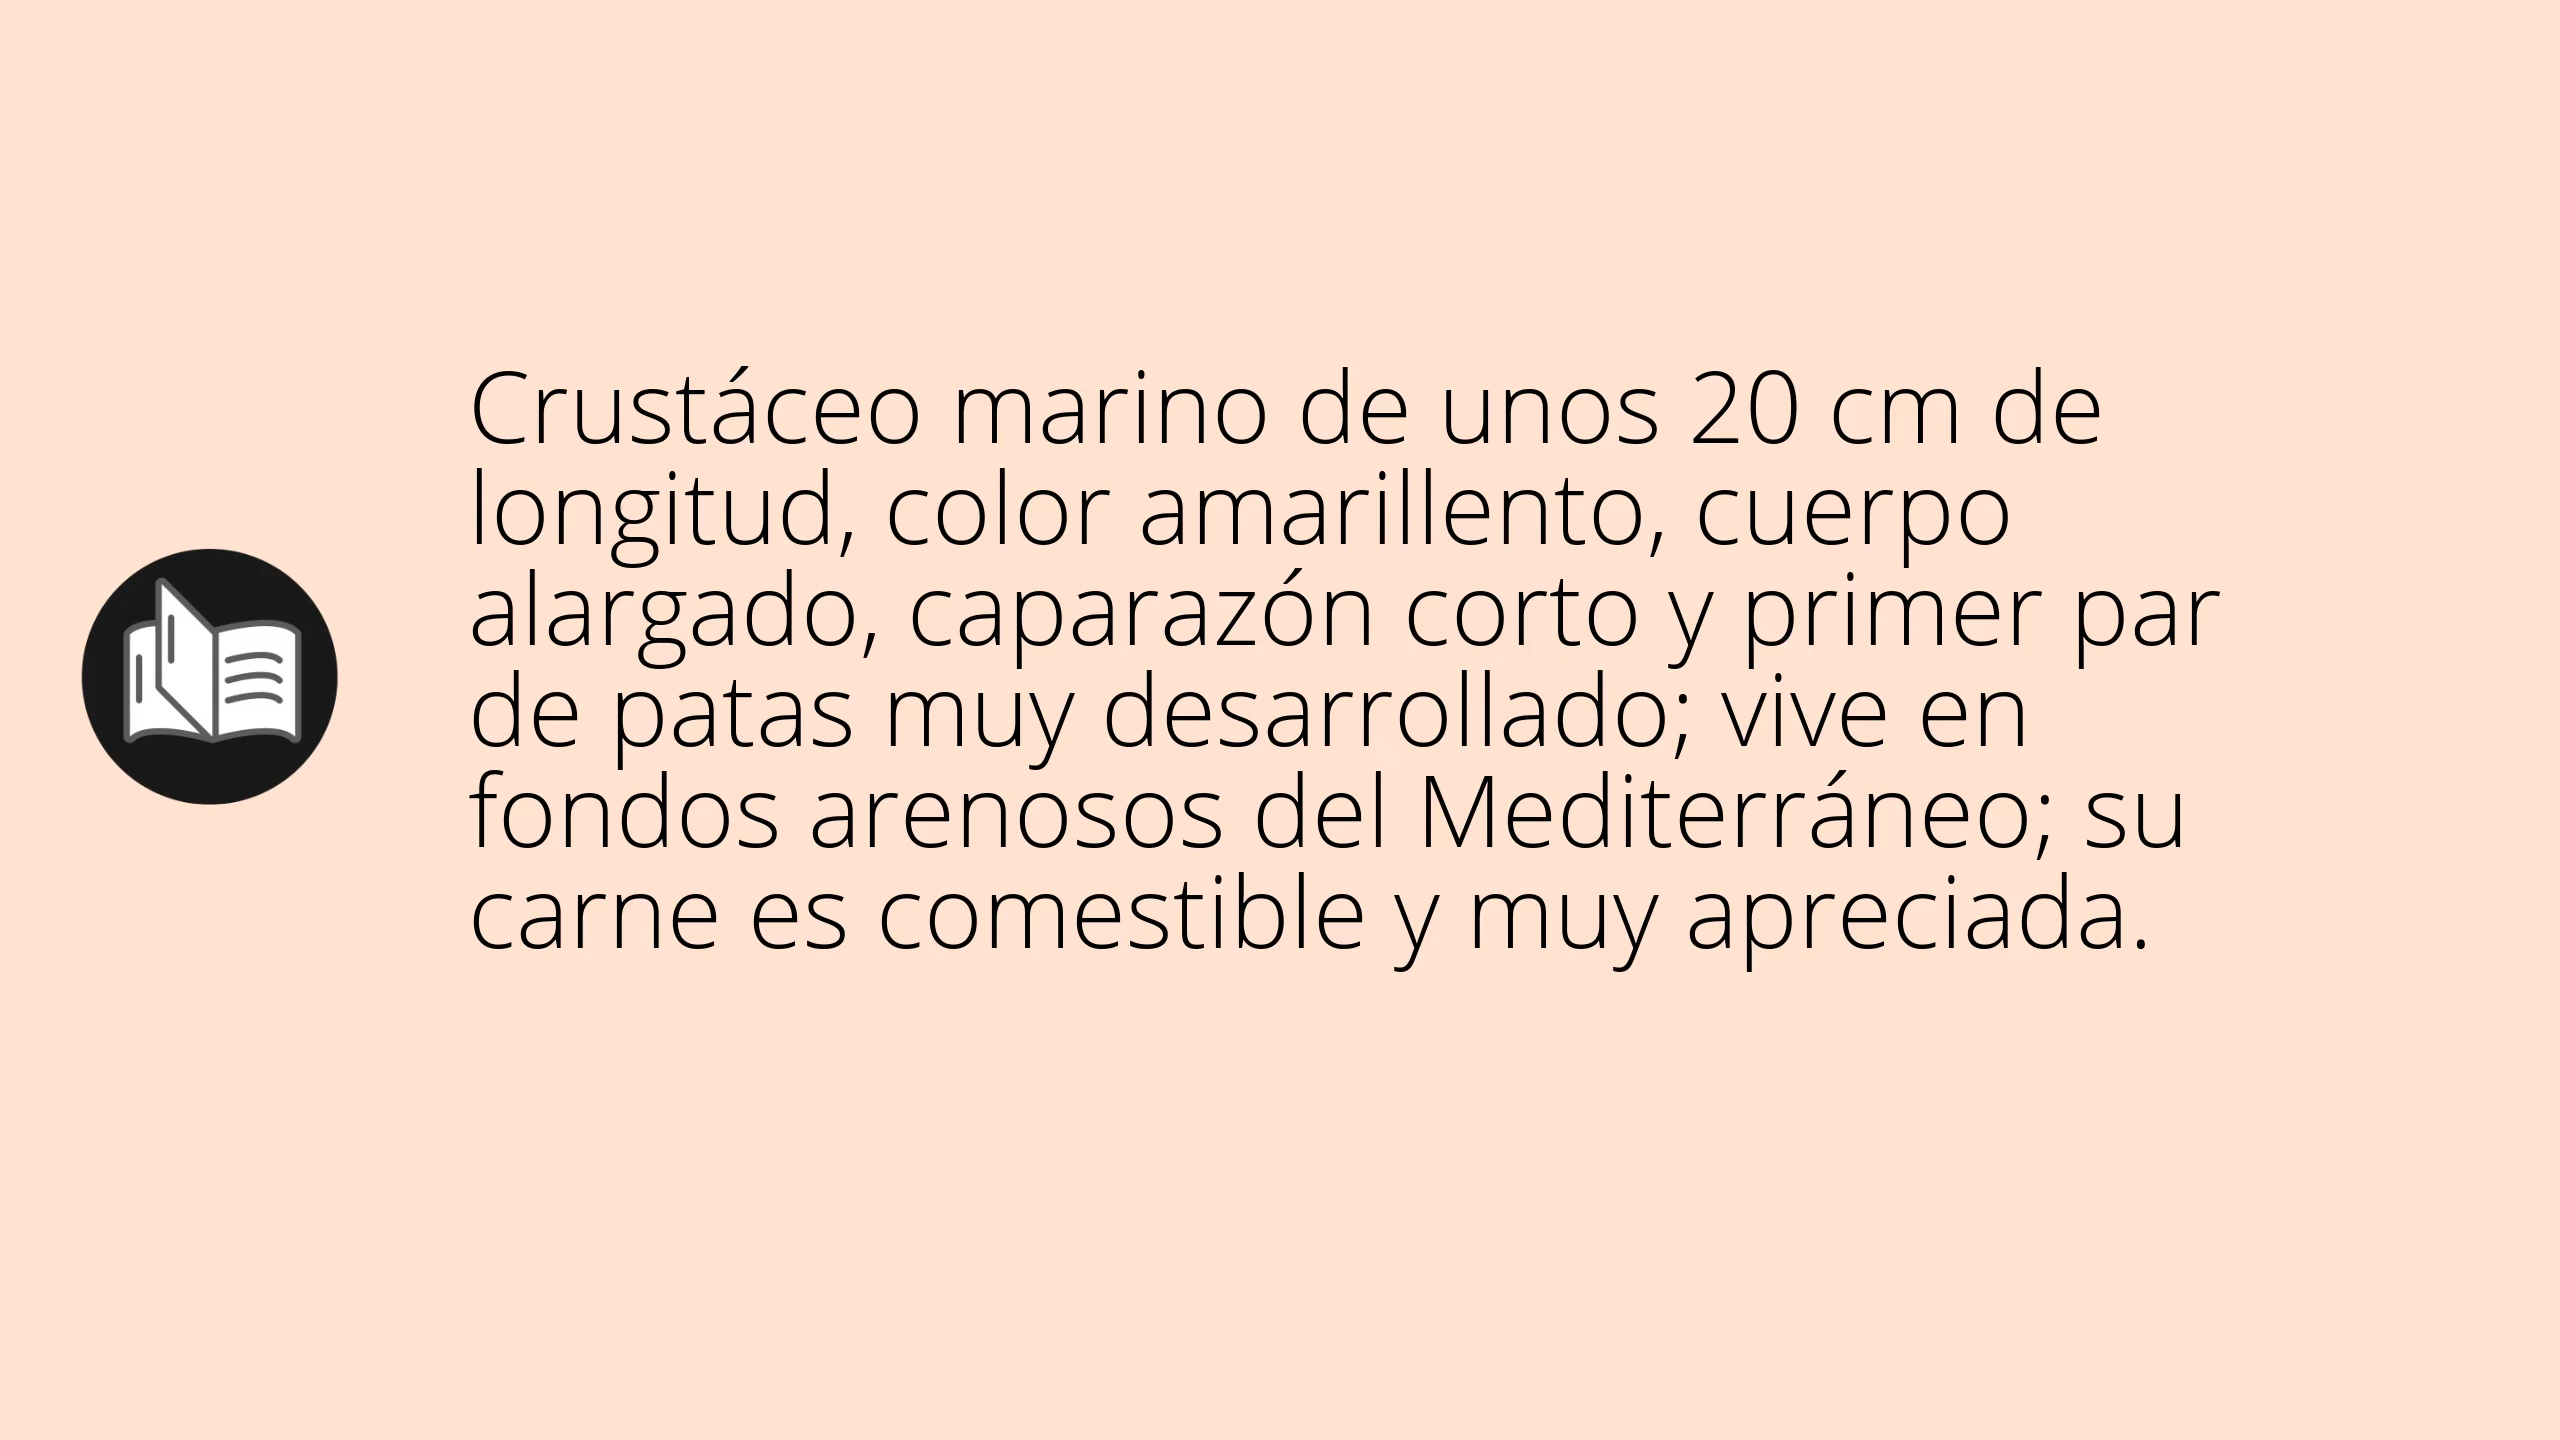 Crustáceo marino de unos 20 cm de
longitud, color amarillento, cuerpo
alargado, caparazón corto y primer par
de patas muy desarrollado; vive en
fondos arenosos del Mediterráneo; su
carne es comestible y muy apreciada.